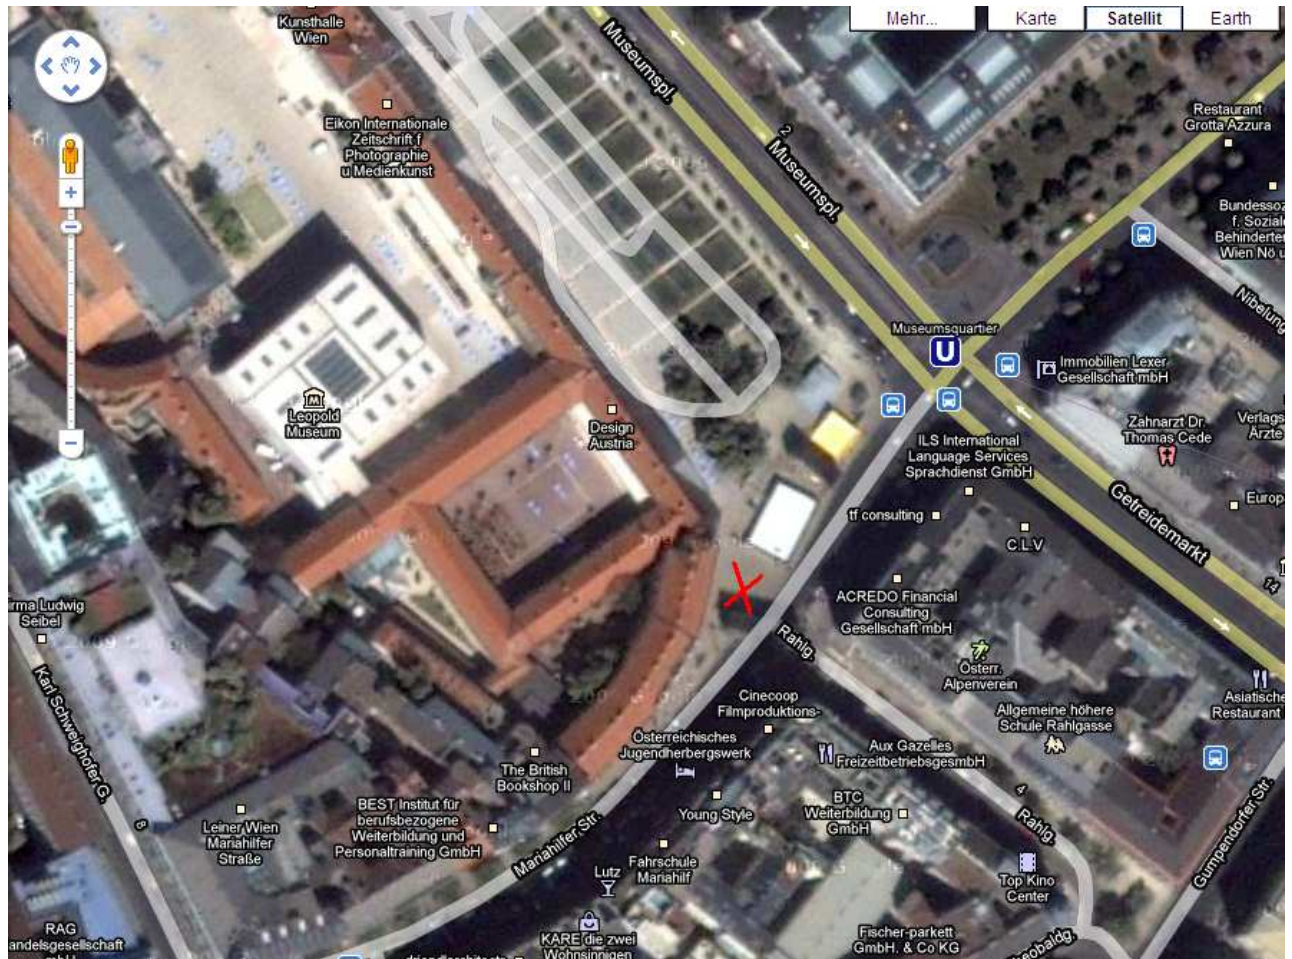 Mehr...
Karte
Satellit
Earth
Kunsthalle
Wien
Museumspl.
2
Museumspl.
Restaurant
Grotta Azzura
Eikon Internationale
Zeitschrift f
Photographie
u Medienkunst
Bundessoz
f. Sozial
Behinderte
Wien Nö u
Nibelung
Museumsquartier
U
Immobilien Lexer
Gesellschaft mbH
M
Leopold
Museum
Design
Austria
Zahnarzt Dr.
Thomas Cede
Verlags
Ärzte
ILS International
Language Services
Sprachdienst GmbH
Getreidemarkt
14
Europ
tf consulting
C.L.V
ACREDO Financial
Consulting
Gesellschaft mbH
irma Ludwig
Seibel
Rahlg.
Österr.
Alpenverein
Karl Schweighofer G.
8
Cinecoop
Filmproduktions-
Allgemeine höhere
Schule Rahlgasse
Asiatische
Restaurant
Österreichisches
Jugendherbergswerk
Aux Gazelles
FreizeitbetriebsgesmbH
The British
Bookshop II
4
Rahlg.
Gumpendorfer Str.
Young Style
BTC
Weiterbildung
GmbH
BEST Institut für
berufsbezogene
Weiterbildung und
Personaltraining GmbH
Leiner Wien
Mariahilfer
Straße
Mariahilfer Str.
Lutz
Fahrschule
Mariahilf
Top Kino
Center
RAG
andelsgesellschaft
KARE die zwei
Wohnsinnigen
Fischer-parkett
GmbH. & Co KG
eobaldg.